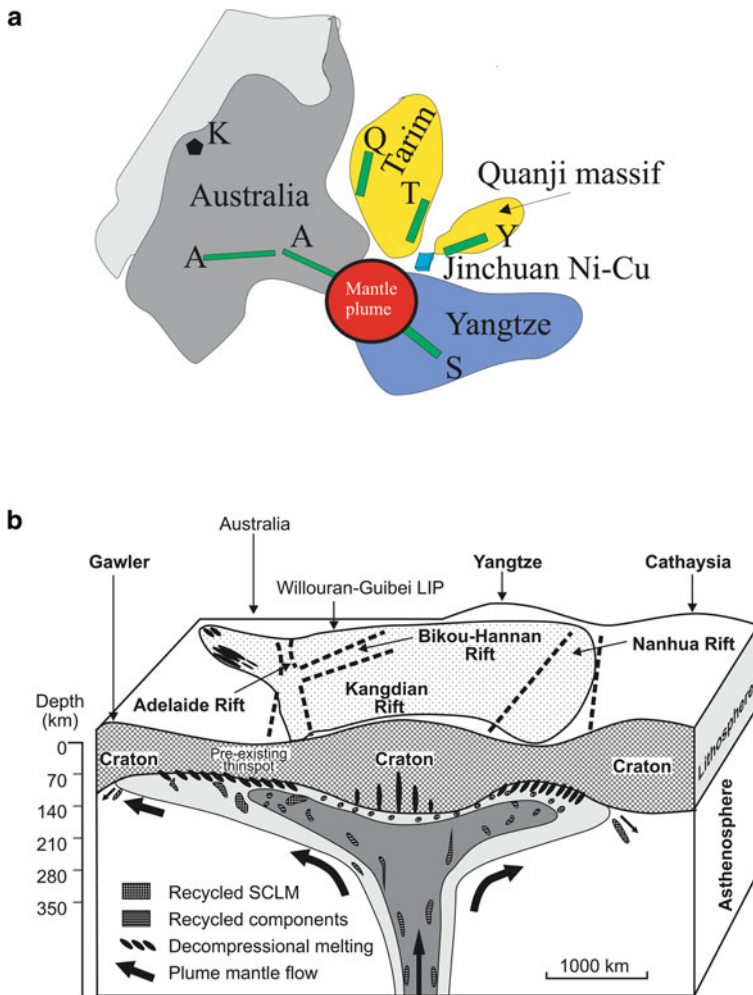 a
K
Q
Tarim
T
Quanji massif
Australia
A
A
Y
Jinchuan Ni-Cu
Mantle
plume
Yangtze
S
b
Australia
Gawler
Yangtze
Cathaysia
Willouran-Guibei LIP
Bikou-Hannan
Rift
Nanhua Rift
Adelaide Rift
Kangdian
Rift
Depth
(km)
0
70
140
210
280
350
Craton
Pre-existing
thinspot
Craton
Craton
Lithosphere
Asthenosphere
Recycled SCLM
Recycled components
Decompressional melting
Plume mantle flow
1000 km